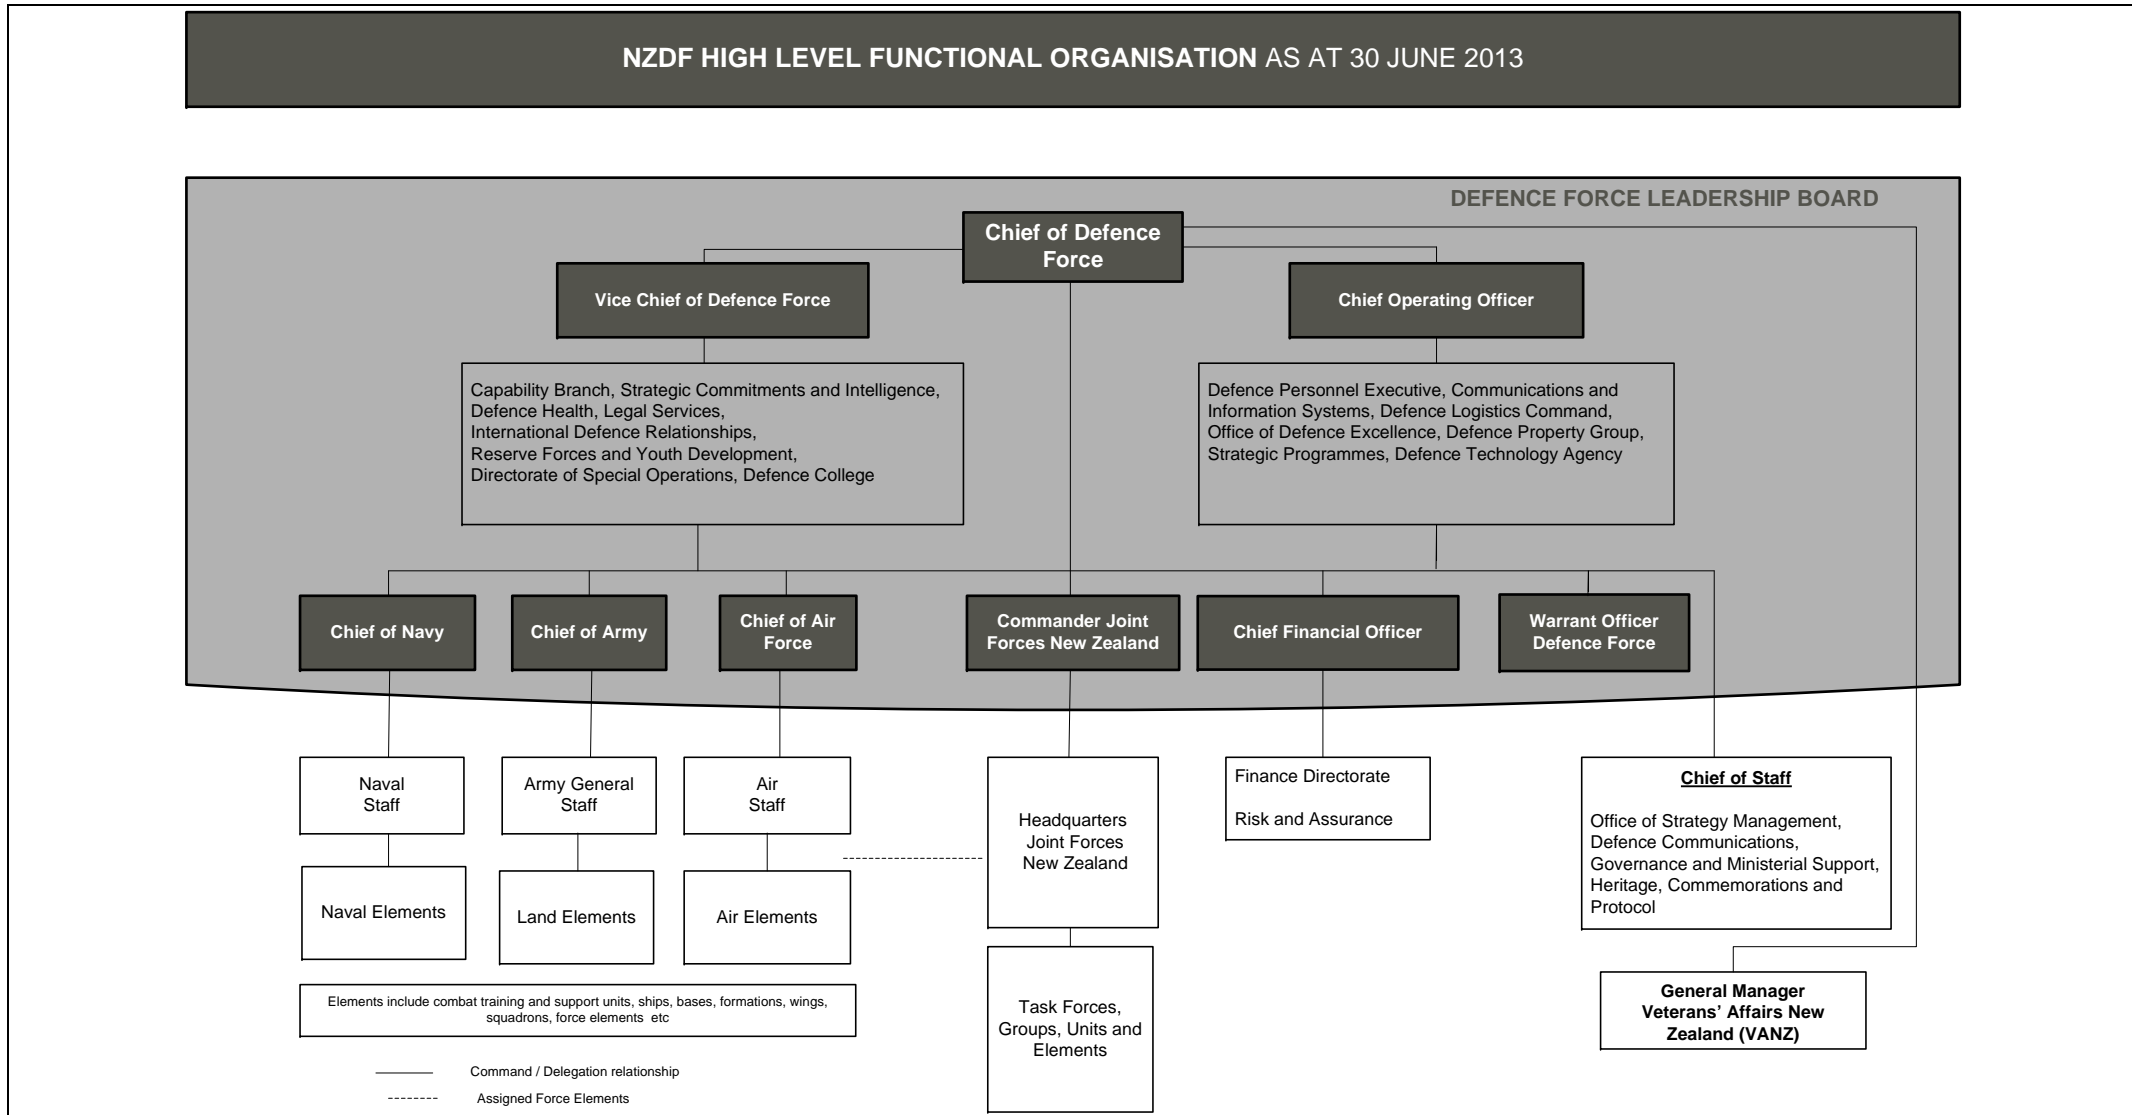 NZDF HIGH LEVEL FUNCTIONAL ORGANISATION AS AT 30 JUNE 2013
DEFENCE FORCE LEADERSHIP BOARD
Chief of Defence
Force
Vice Chief of Defence Force
Chief Operating Officer
Capability Branch, Strategic Commitments and Intelligence,
Defence Health, Legal Services,
International Defence Relationships,
Reserve Forces and Youth Development,
Directorate of Special Operations, Defence College
Defence Personnel Executive, Communications and
Information Systems, Defence Logistics Command,
Office of Defence Excellence, Defence Property Group,
Strategic Programmes, Defence Technology Agency
Chief of Navy
Chief of Army
Chief of Air
Force
Commander Joint
Forces New Zealand
Chief Financial Officer
Warrant Officer
Defence Force
Naval
Staff
Army General
Staff
Air
Staff
Headquarters
Joint Forces
New Zealand
Finance Directorate
Risk and Assurance
Chief of Staff
Office of Strategy Management,
Defence Communications,
Governance and Ministerial Support,
Heritage, Commemorations and
Protocol
Naval Elements
Land Elements
Air Elements
Task Forces,
Groups, Units and
Elements
General Manager
Veterans' Affairs New
Zealand (VANZ)
Elements include combat training and support units, ships, bases, formations, wings,
squadrons, force elements etc
Command / Delegation relationship
Assigned Force Elements